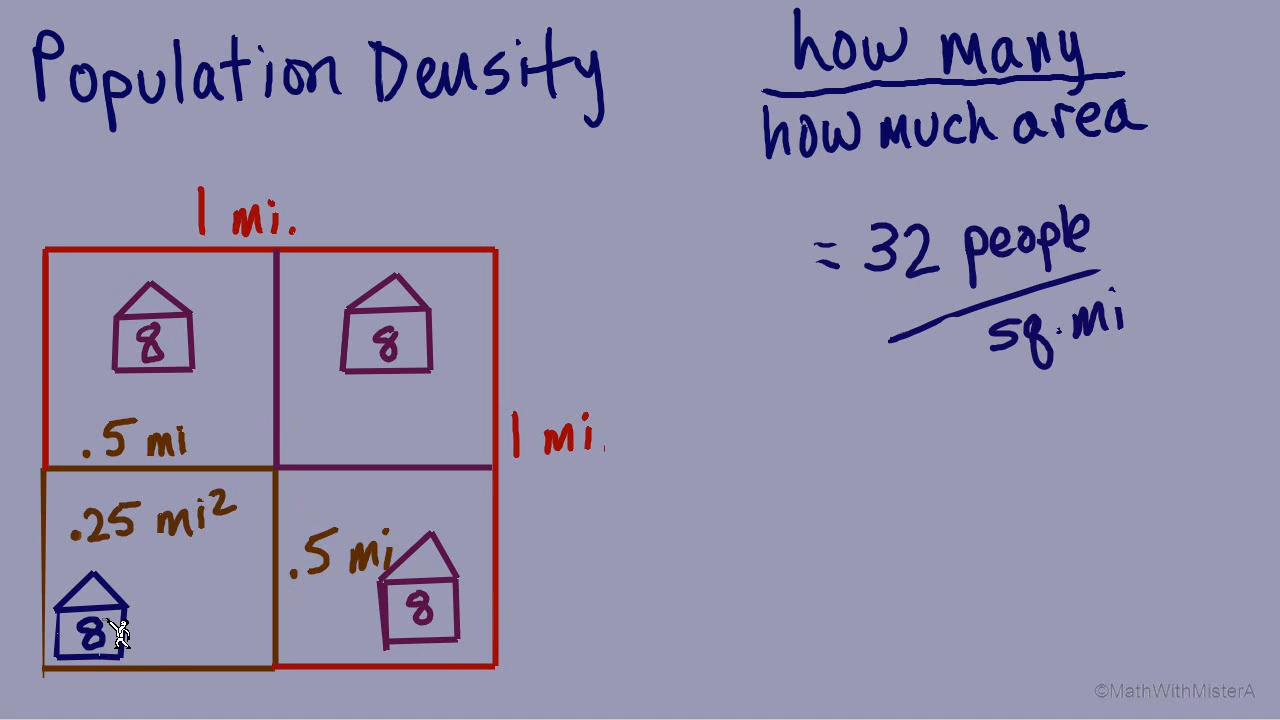 Population Density
how many
how much area
= 32 people
sq. mi
1 mi.
8
8
.5 mi
1 mi.
.25 mi²
.5 mi
8
8
©MathWithMisterA